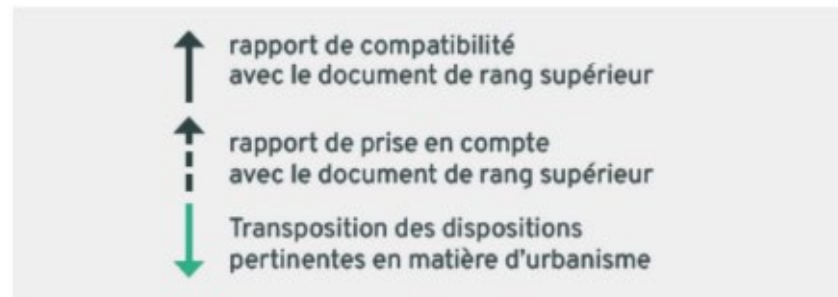 rapport de compatibilité
avec le document de rang supérieur
rapport de prise en compte
avec le document de rang supérieur
Transposition des dispositions
pertinentes en matière d'urbanisme